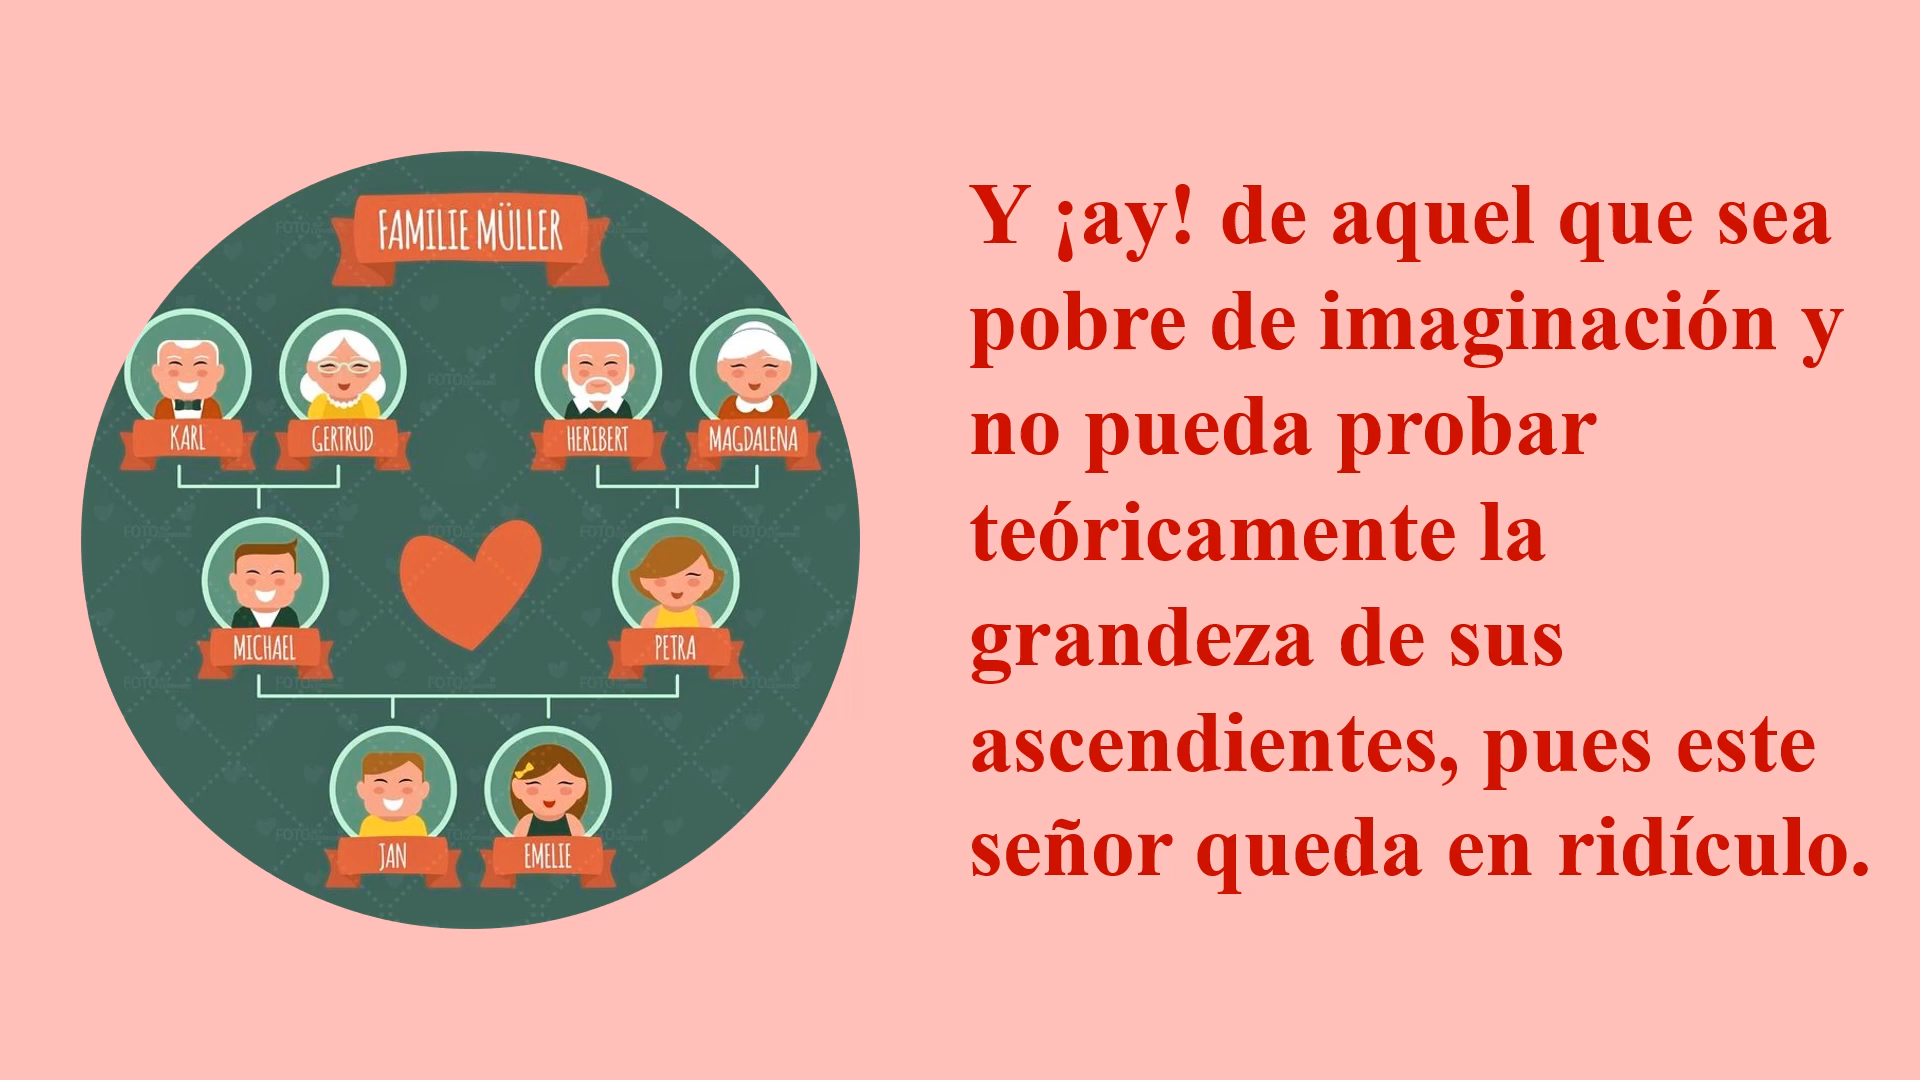 FAMILIE MÜLLER
KARL
GERTRUD
HERIBERT
MAGDALENA
MICHAEL
PETRA
JAN
EMELIE
Y ¡ay! de aquel que sea
pobre de imaginación y
no pueda probar
teóricamente la
grandeza de sus
ascendientes, pues este
señor queda en ridículo.